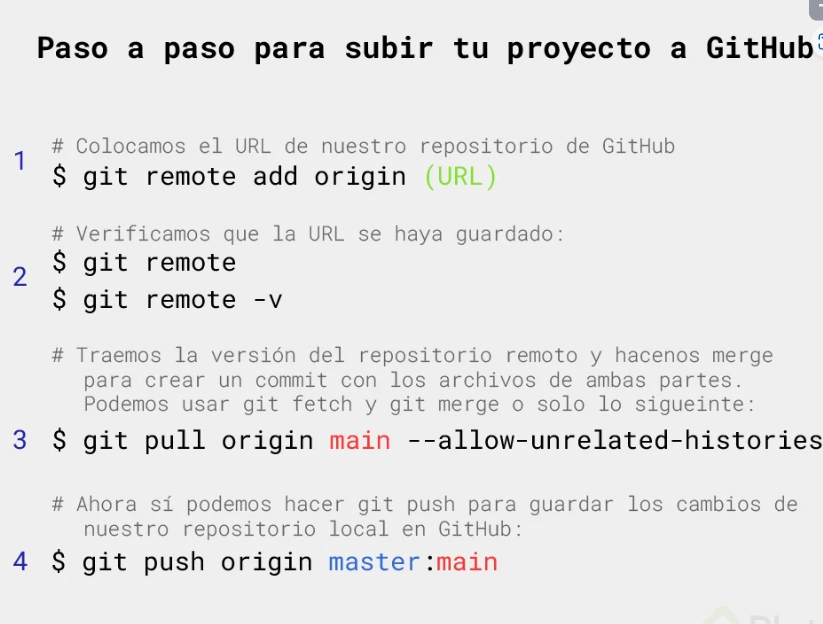 Paso a paso para subir tu proyecto a GitHub
# Colocamos el URL de nuestro repositorio de GitHub
1 $ git remote add origin (URL)
# Verificamos que la URL se haya guardado:
2 $ git remote
$ git remote -v
# Traemos la versión del repositorio remoto y hacenos merge
para crear un commit con los archivos de ambas partes.
Podemos usar git fetch y git merge o solo lo sigueinte:
3 $ git pull origin main --allow-unrelated-histories
# Ahora sí podemos hacer git push para guardar los cambios de
nuestro repositorio local en GitHub:
4 $ git push origin master:main